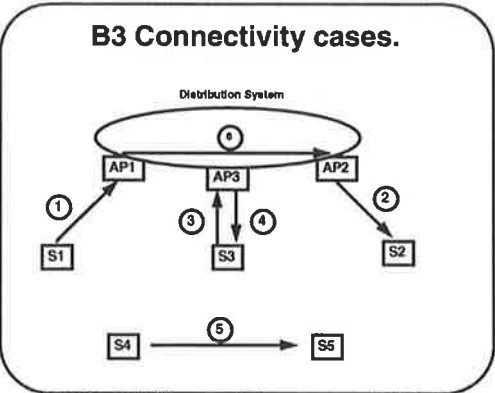 B3 Connectivity cases.
Distribution System
6
AP1
AP3
AP2
1
3
4
2
S1
S3
S2
5
S4
S5